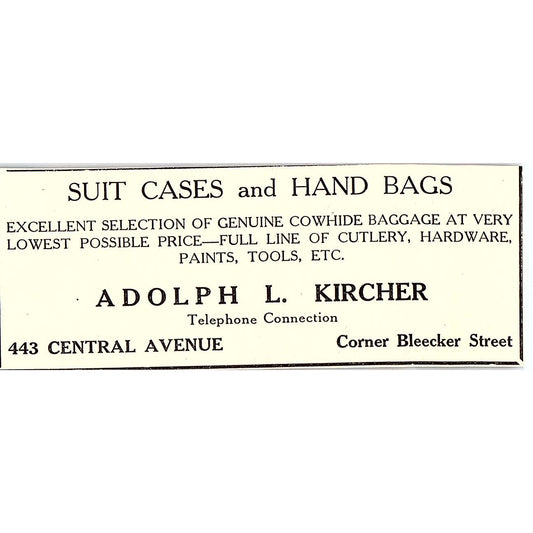 SUIT CASES and HAND BAGS
EXCELLENT SELECTION OF GENUINE COWHIDE BAGGAGE AT VERY
LOWEST POSSIBLE PRICE—FULL LINE OF CUTLERY, HARDWARE,
PAINTS, TOOLS, ETC.
ADOLPH L. KIRCHER
Telephone Connection
443 CENTRAL AVENUE Corner Bleecker Street